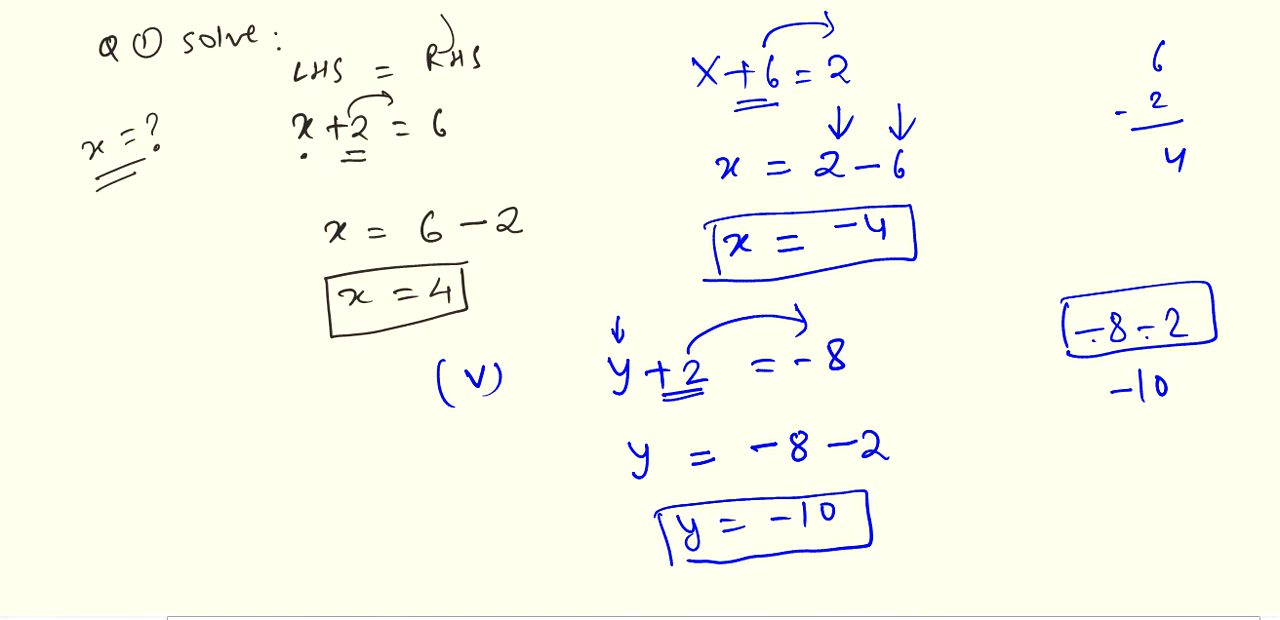 Q ① solve :
LHS = RHS
x + 2 = 6
x = ?
x = 6 - 2
x = 4
x + 6 = 2
x = 2 - 6
x = -4
6
- 2
4
(v) y + 2 = -8
y = -8 - 2
y = -10
-8-2
-10